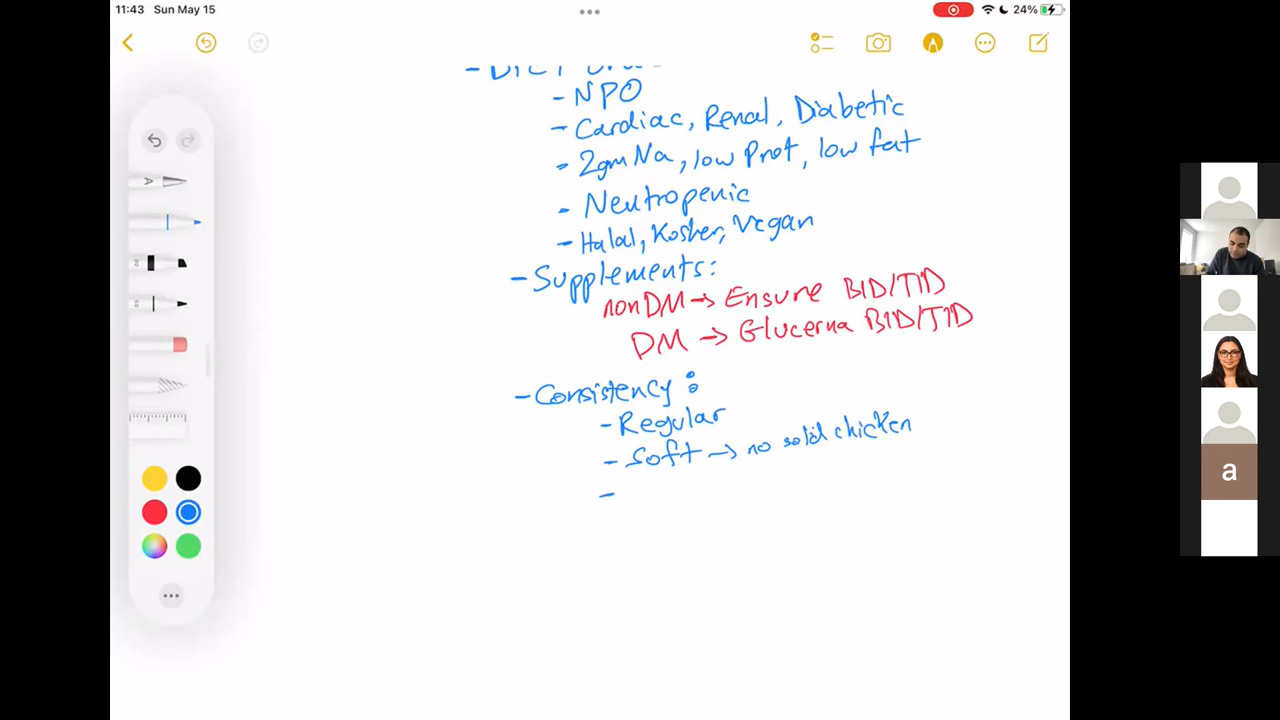 11:43 Sun May 15
24%
- NPO
- Cardiac, Renal, Diabetic
- 2gm Na, low Prot, low fat
- Neutropenic
- Halal, Kosher, Vegan
- Supplements:
nonDM → Ensure BID/TID
DM → Glucerna BID/TID
- Consistency:
- Regular
- Soft → no solid chicken
-
A
a